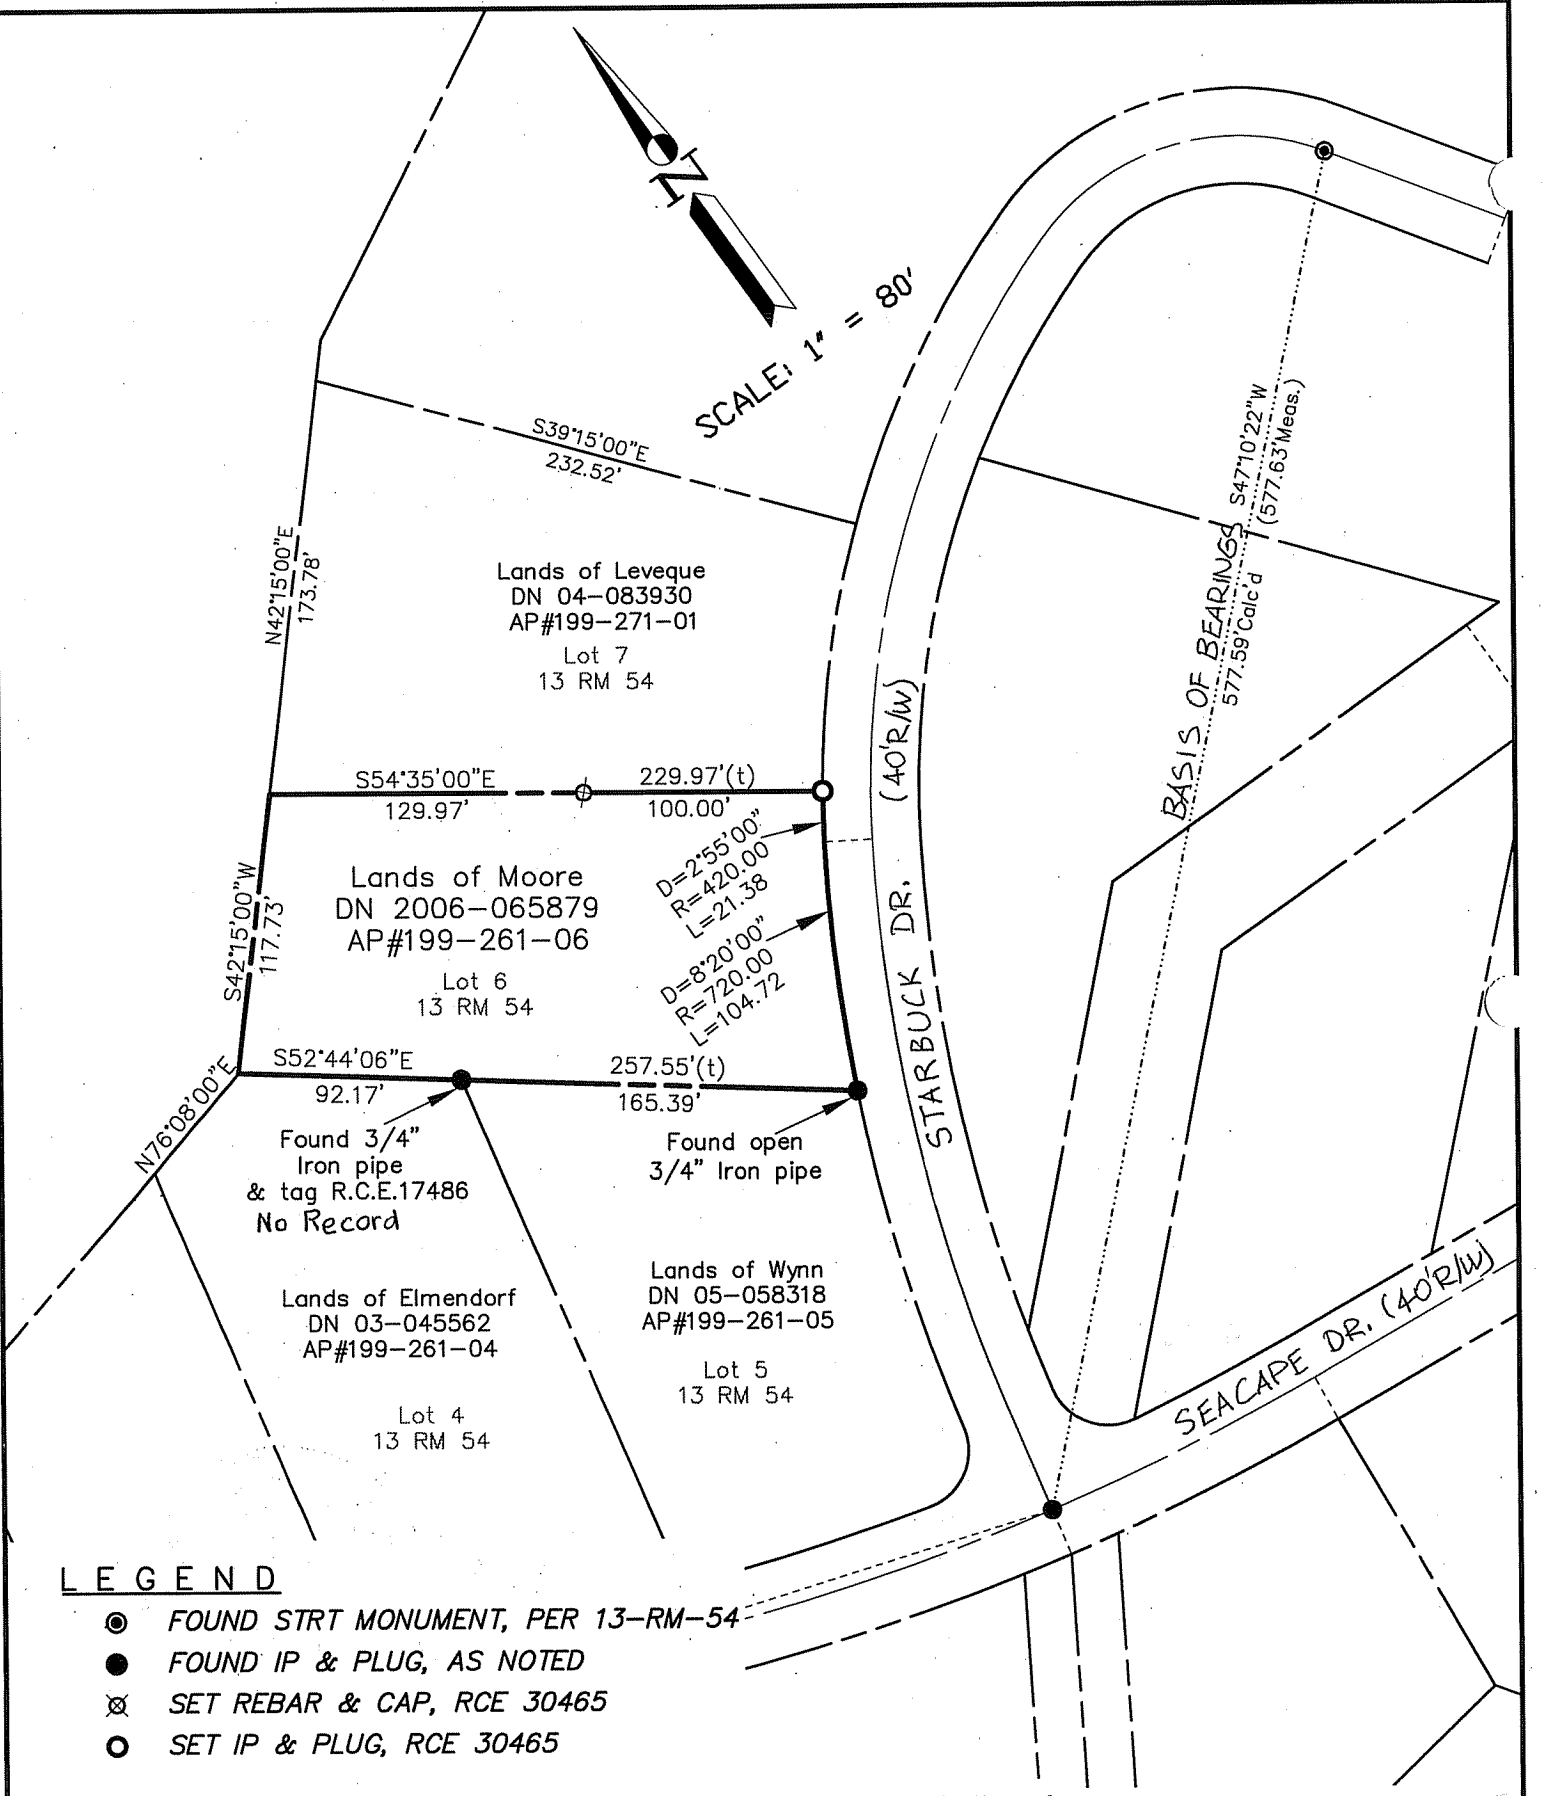 N
SCALE: 1" = 80'
S39°15'00"E
232.52'
N42°15'00"E
173.78'
Lands of Leveque
DN 04-083930
AP#199-271-01
Lot 7
13 RM 54
BASIS OF BEARINGS S47°10'22"W
577.59'Calc'd (577.63'Meas.)
S54°35'00"E
129.97'
229.97'(t)
100.00'
S42°15'00"W
117.73'
Lands of Moore
DN 2006-065879
AP#199-261-06
Lot 6
13 RM 54
D=2°55'00"
R=420.00
L=21.38
D=8°20'00"
R=720.00
L=104.72
STARBUCK DR. (40'R/W)
S52°44'06"E
92.17'
257.55'(t)
165.39'
N76°08'00"E
Found 3/4"
Iron pipe
& tag R.C.E.17486
No Record
Found open
3/4" Iron pipe
Lands of Elmendorf
DN 03-045562
AP#199-261-04
Lot 4
13 RM 54
Lands of Wynn
DN 05-058318
AP#199-261-05
Lot 5
13 RM 54
SEACAPE DR. (40'R/W)
LEGEND
FOUND STRT MONUMENT, PER 13-RM-54
FOUND IP & PLUG, AS NOTED
SET REBAR & CAP, RCE 30465
SET IP & PLUG, RCE 30465